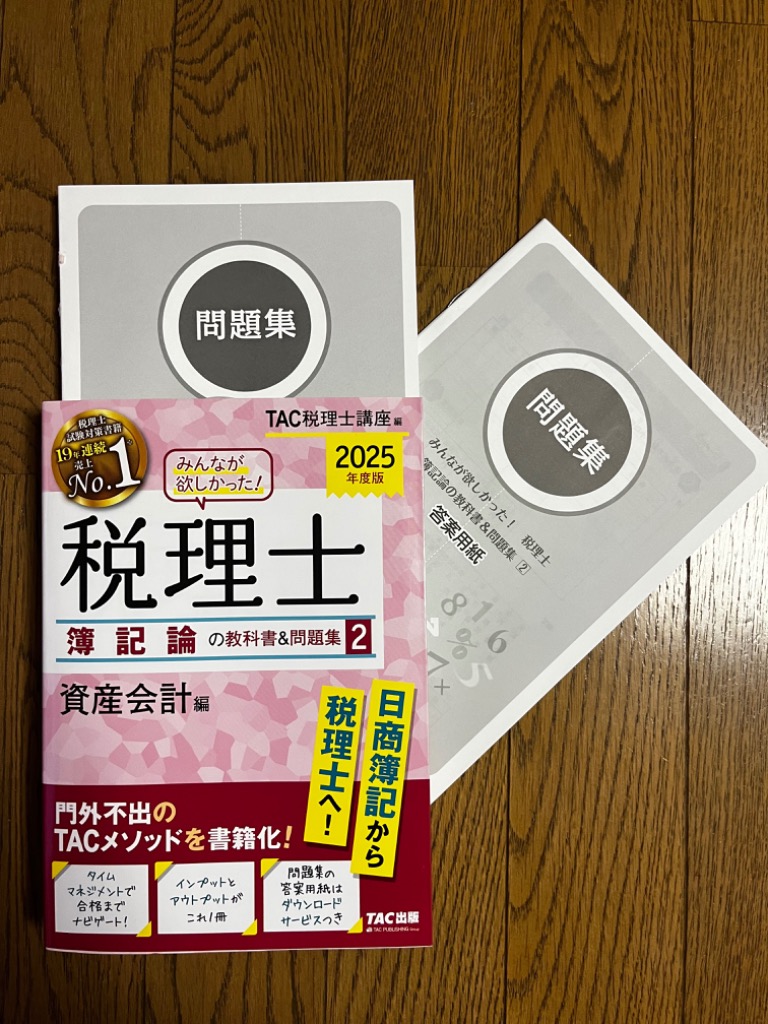 問題集
問題集
みんなが欲しかった! 税理士
簿記論の教科書&問題集 2
答案用紙
816
%
5
7
×
TAC税理士講座 編
2025
年度版
税理士
試験対策書籍
19年連続
売上
No.1
みんなが
欲しかった!
税理士
簿記論の教科書&問題集 2
資産会計編
日商簿記から
税理士へ!
門外不出の
TACメソッドを書籍化!
タイム
マネジメントで
合格まで
ナビゲート!
インプットと
アウトプットが
これ1冊
問題集の
答案用紙は
ダウンロード
サービスつき
TAC出版
TAC PUBLISHING Group